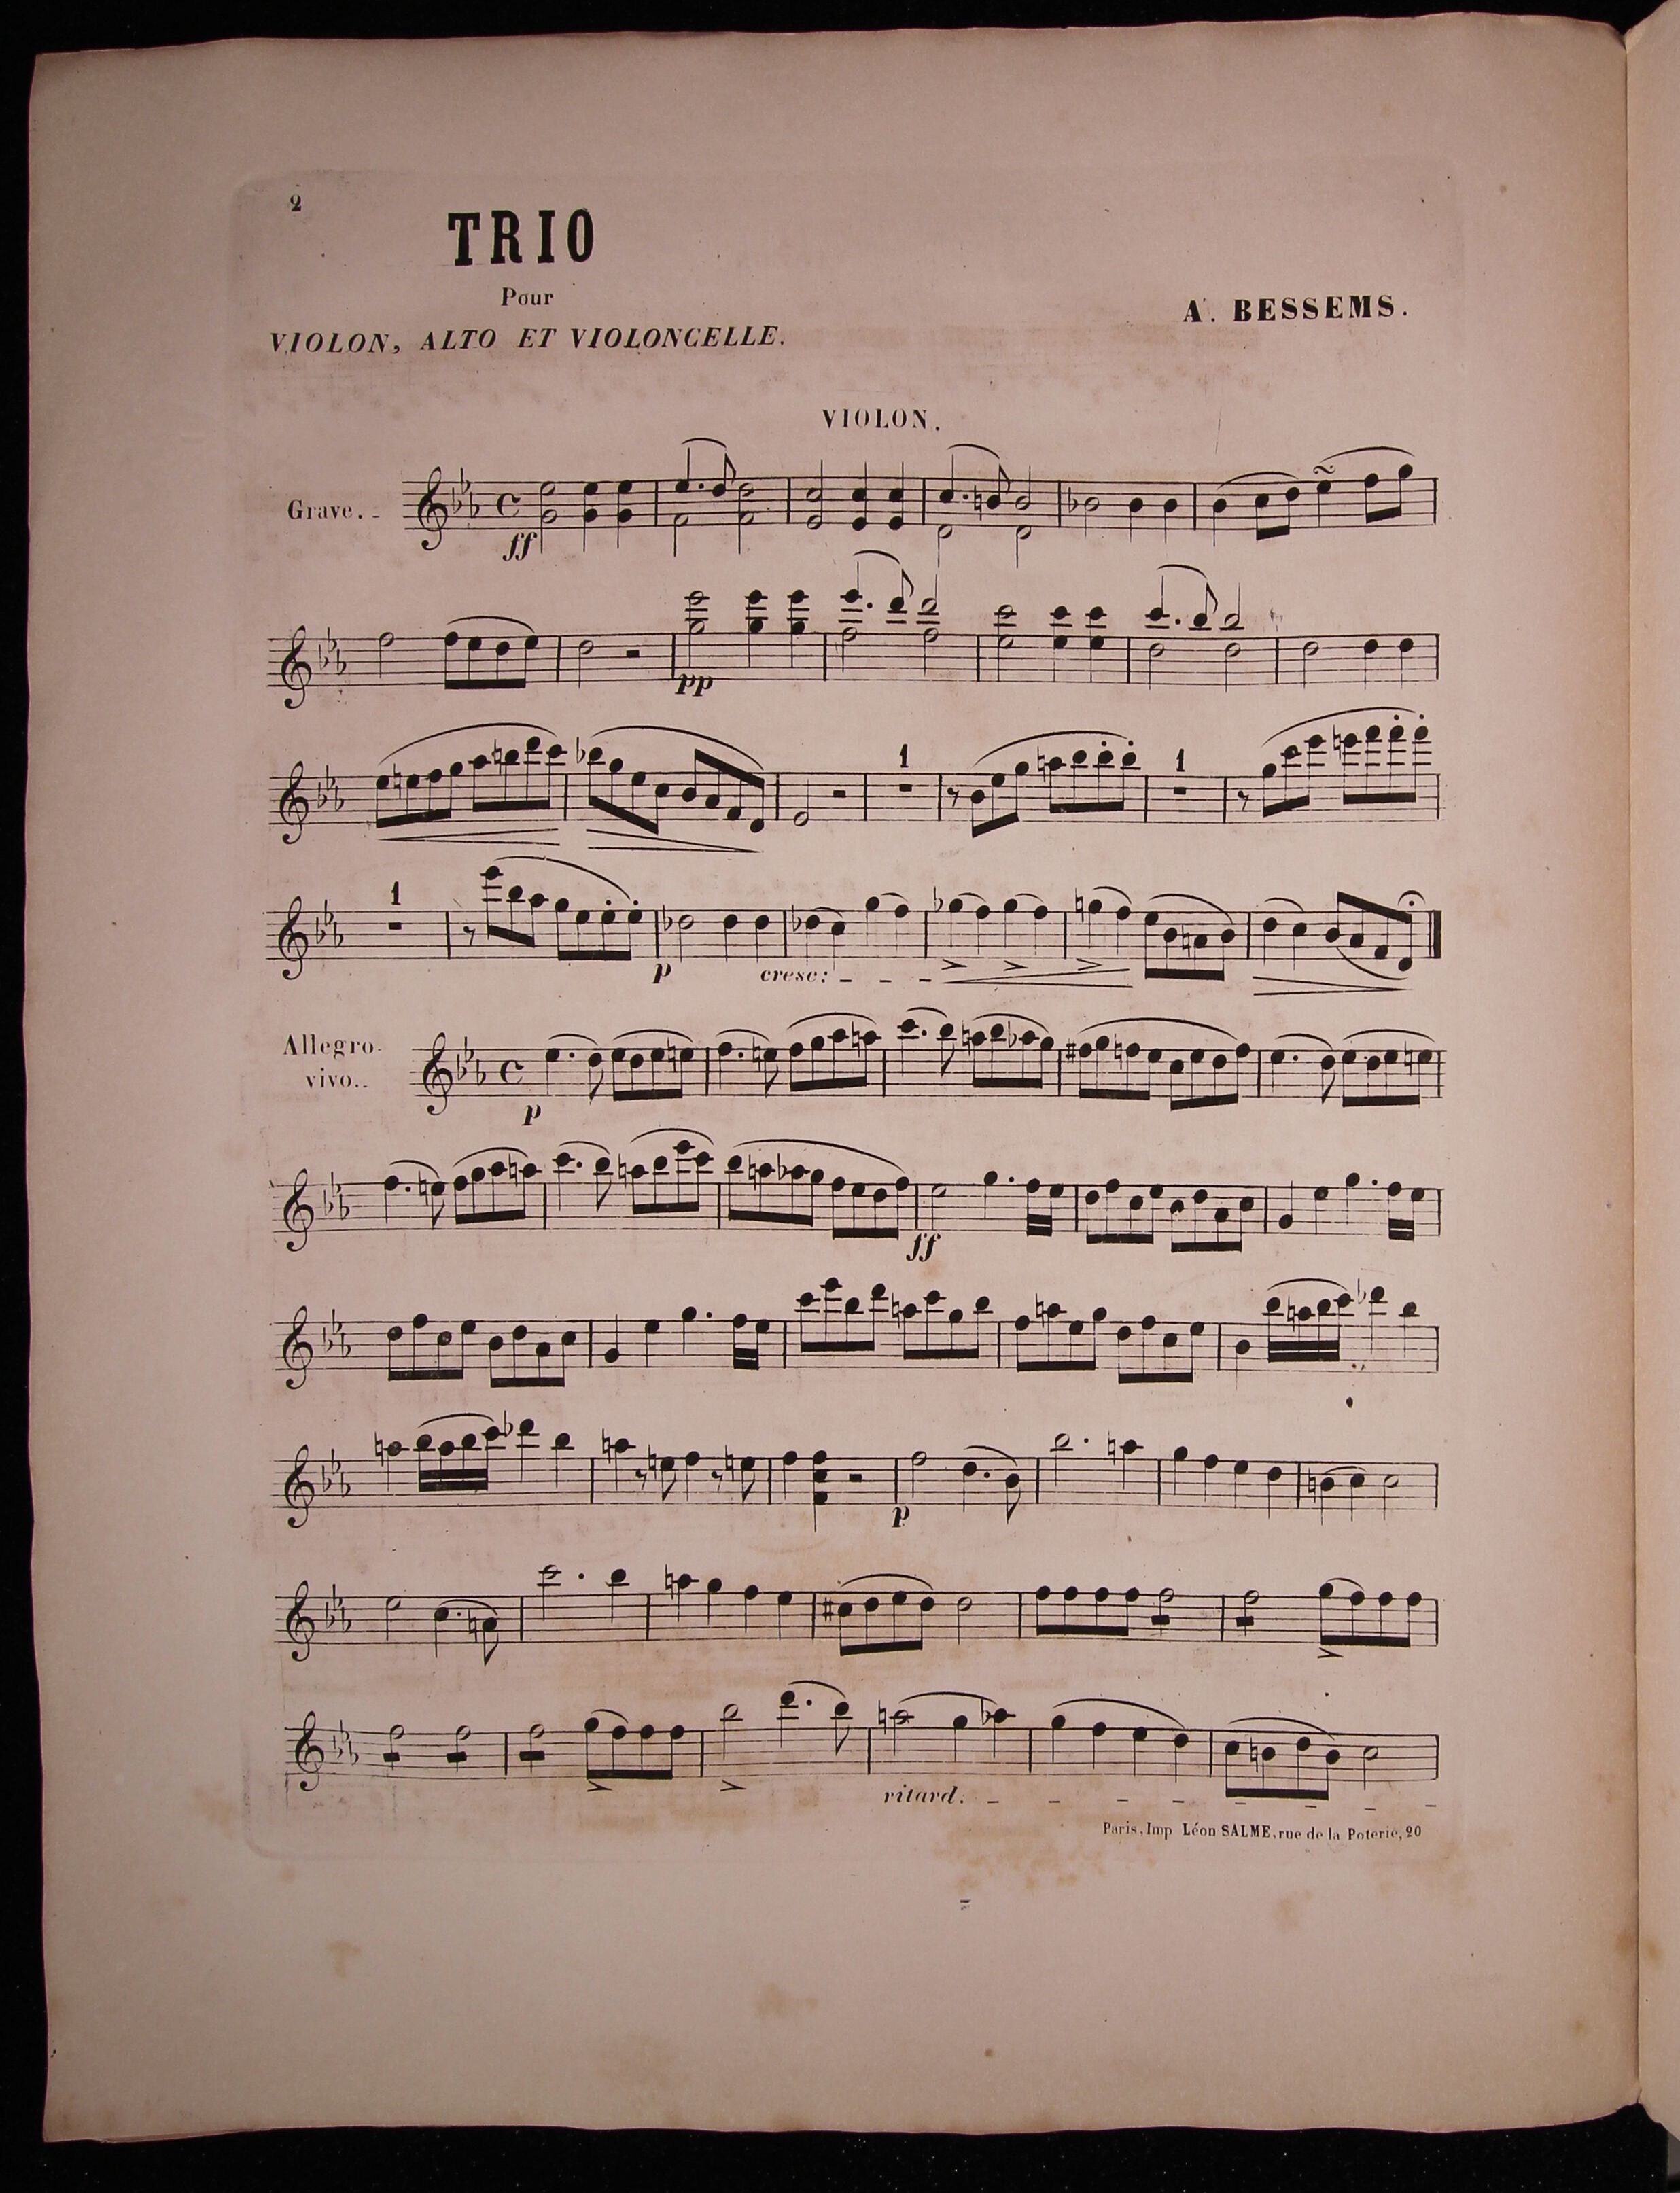 2
TRIO
Pour
VIOLON, ALTO ET VIOLONCELLE.
A. BESSEMS.
VIOLON.
Grave.
ff
pp
1
1
1
p
cresc:
Allegro
vivo..
p
ff
p
ritard.
Paris, Imp Léon SALME, rue de la Poterie, 20